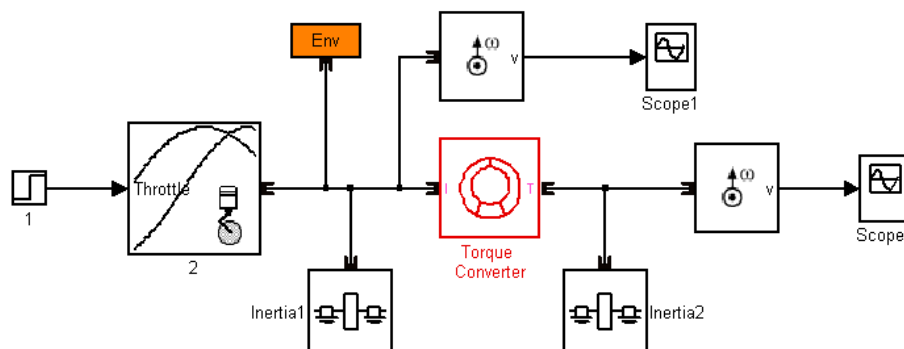 Env
ω
v
Scope1
Throttle
I
T
ω
v
1
2
Torque
Converter
Scope
Inertia1
Inertia2